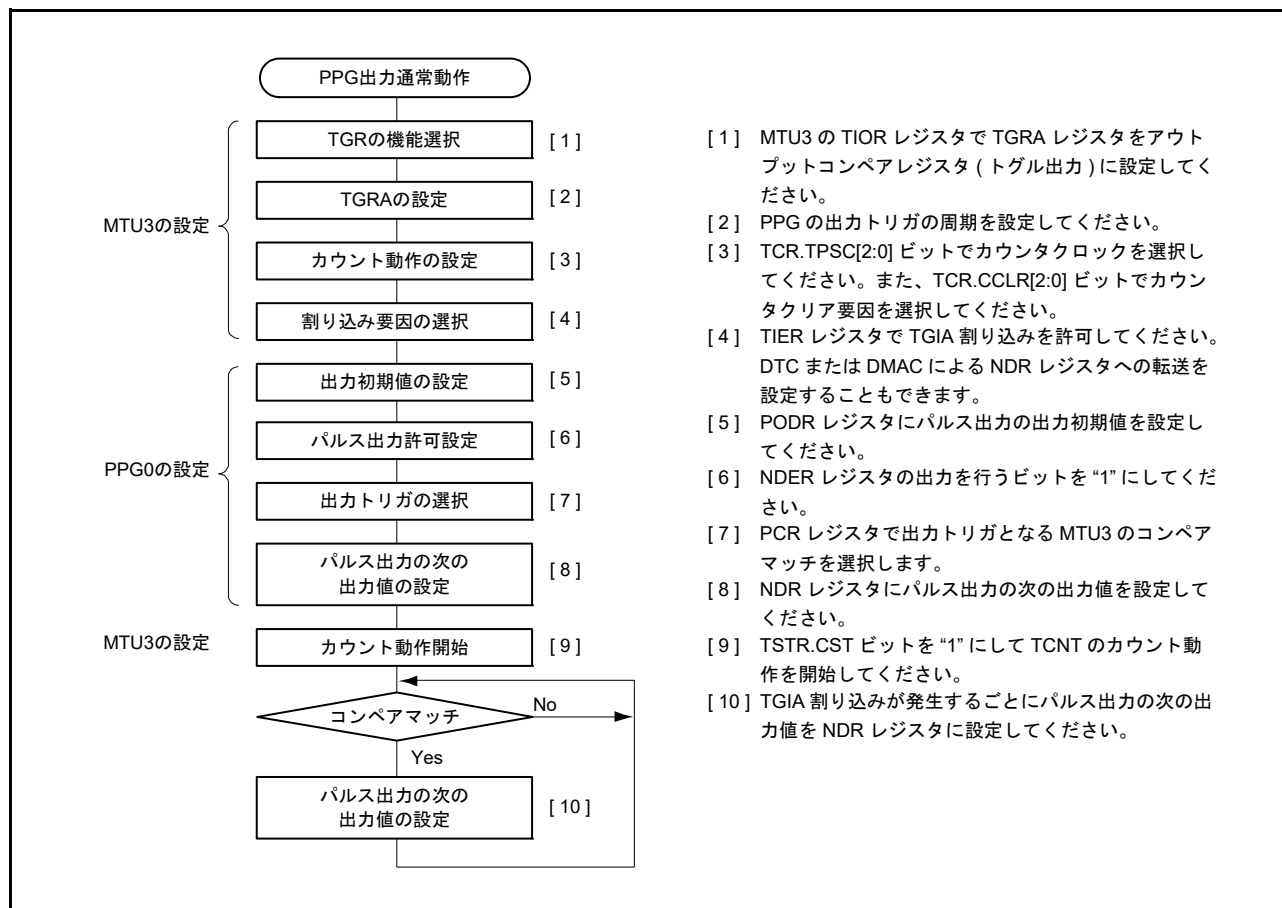 PPG出力通常動作
MTU3の設定
TGRの機能選択 [ 1 ]
TGRAの設定 [ 2 ]
カウント動作の設定 [ 3 ]
割り込み要因の選択 [ 4 ]
PPG0の設定
出力初期値の設定 [ 5 ]
パルス出力許可設定 [ 6 ]
出力トリガの選択 [ 7 ]
パルス出力の次の
出力値の設定 [ 8 ]
MTU3の設定
カウント動作開始 [ 9 ]
コンペアマッチ
No
Yes
パルス出力の次の
出力値の設定 [ 10 ]
[ 1 ] MTU3 の TIOR レジスタで TGRA レジスタをアウト
プットコンペアレジスタ ( トグル出力 ) に設定してく
ださい。
[ 2 ] PPG の出力トリガの周期を設定してください。
[ 3 ] TCR.TPSC[2:0] ビットでカウンタクロックを選択し
てください。また、TCR.CCLR[2:0] ビットでカウン
タクリア要因を選択してください。
[ 4 ] TIER レジスタで TGIA 割り込みを許可してください。
DTC または DMAC による NDR レジスタへの転送を
設定することもできます。
[ 5 ] PODR レジスタにパルス出力の出力初期値を設定し
てください。
[ 6 ] NDER レジスタの出力を行うビットを “1” にしてくだ
さい。
[ 7 ] PCR レジスタで出力トリガとなる MTU3 のコンペア
マッチを選択します。
[ 8 ] NDR レジスタにパルス出力の次の出力値を設定して
ください。
[ 9 ] TSTR.CST ビットを “1” にして TCNT のカウント動
作を開始してください。
[ 10 ] TGIA 割り込みが発生するごとにパルス出力の次の出
力値を NDR レジスタに設定してください。